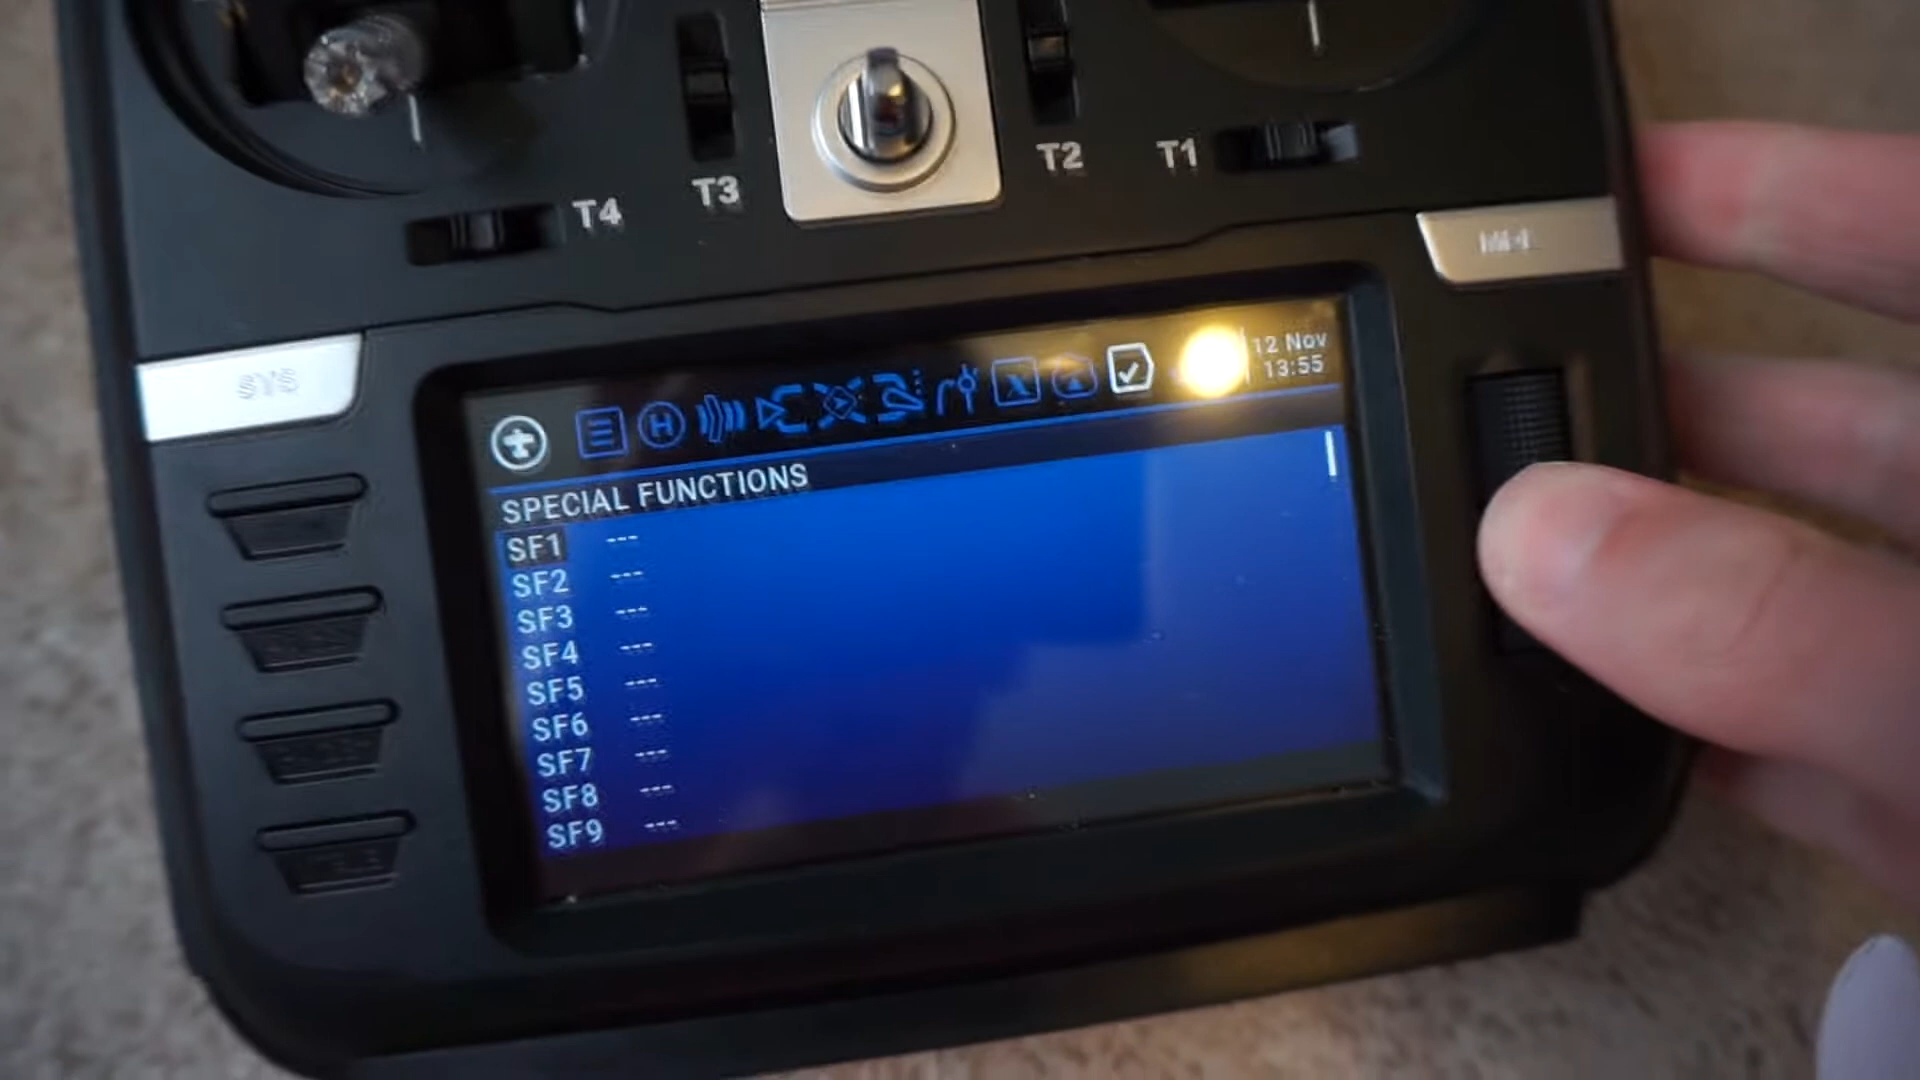 T2
T1
T3
T4
12 Nov
13:55
SPECIAL FUNCTIONS
SF1 ---
SF2 ---
SF3 ---
SF4 ---
SF5 ---
SF6 ---
SF7 ---
SF8 ---
SF9 ---